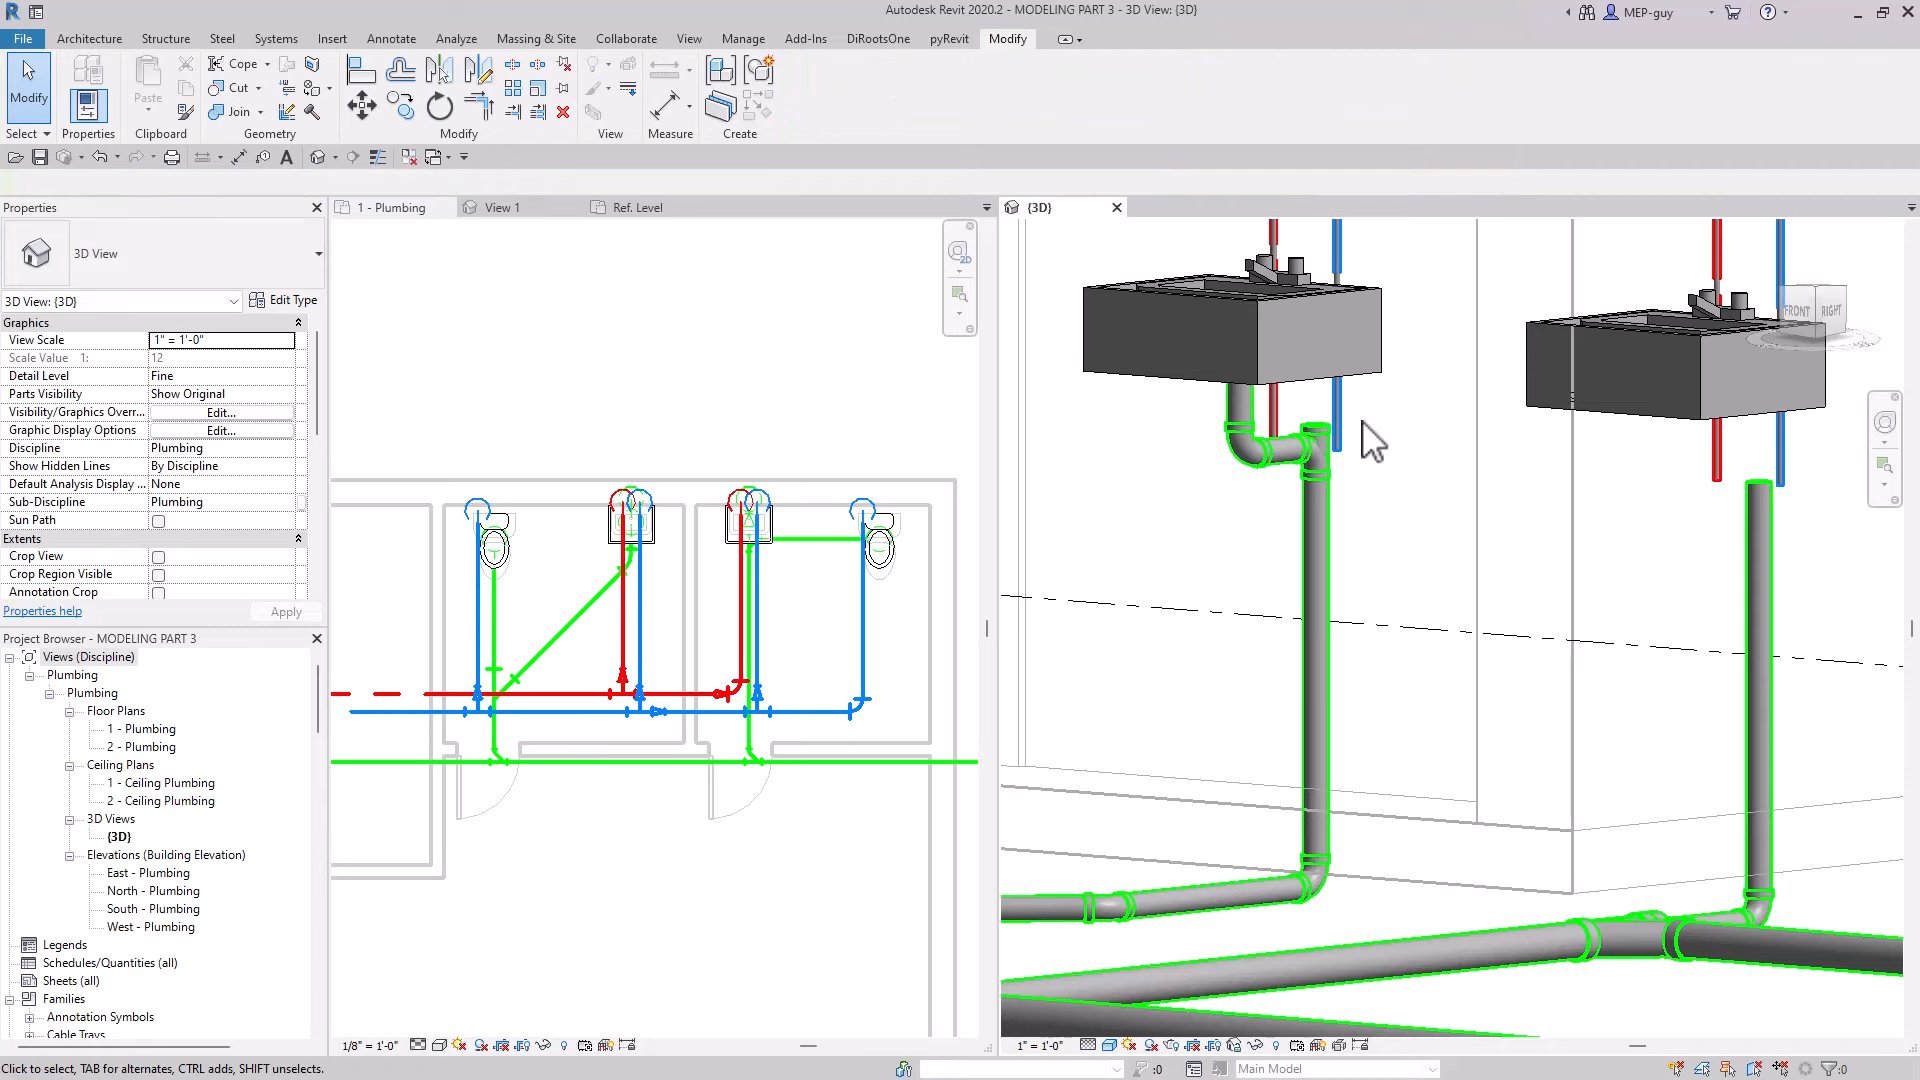 Autodesk Revit 2020.2 - MODELING PART 3 - 3D View: {3D}
MEP-guy
File
Architecture
Structure
Steel
Systems
Insert
Annotate
Analyze
Massing & Site
Collaborate
View
Manage
Add-Ins
DiRootsOne
pyRevit
Modify
Modify
Paste
Cope
Cut
Join
Select
Properties
Clipboard
Geometry
Modify
View
Measure
Create
Properties
1 - Plumbing
View 1
Ref. Level
{3D}
3D View
3D View: {3D}
Edit Type
Graphics
View Scale 1" = 1'-0"
Scale Value 1: 12
Detail Level Fine
Parts Visibility Show Original
Visibility/Graphics Overr... Edit...
Graphic Display Options Edit...
Discipline Plumbing
Show Hidden Lines By Discipline
Default Analysis Display ... None
Sub-Discipline Plumbing
Sun Path
Extents
Crop View
Crop Region Visible
Annotation Crop
Properties help
Apply
Project Browser - MODELING PART 3
Views (Discipline)
Plumbing
Plumbing
Floor Plans
1 - Plumbing
2 - Plumbing
Ceiling Plans
1 - Ceiling Plumbing
2 - Ceiling Plumbing
3D Views
{3D}
Elevations (Building Elevation)
East - Plumbing
North - Plumbing
South - Plumbing
West - Plumbing
Legends
Schedules/Quantities (all)
Sheets (all)
Families
Annotation Symbols
Cable Trays
2D
FRONT
RIGHT
1/8" = 1'-0"
1" = 1'-0"
Click to select, TAB for alternates, CTRL adds, SHIFT unselects.
:0
Main Model
:0